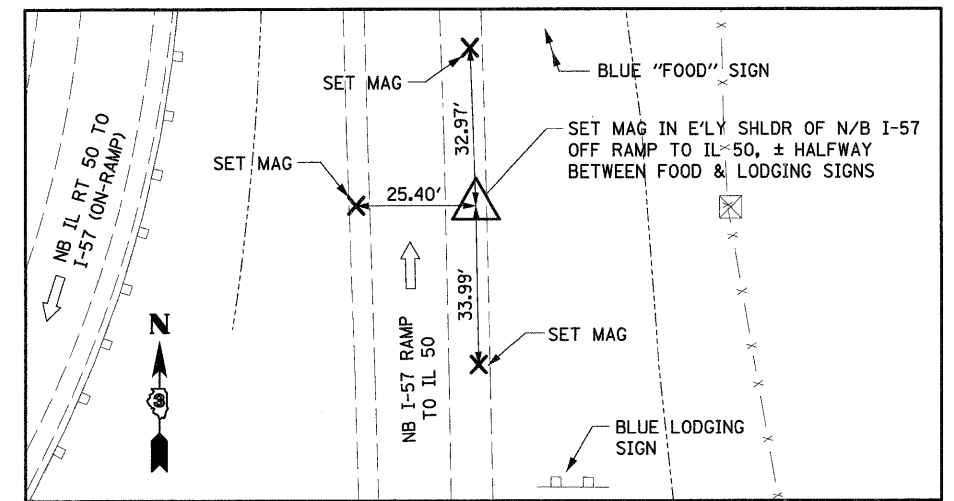 SET MAG
BLUE "FOOD" SIGN
32.97'
SET MAG IN E'LY SHLDR OF N/B I-57
OFF RAMP TO IL 50, ± HALFWAY
BETWEEN FOOD & LODGING SIGNS
SET MAG
25.40'
NB IL RT 50 TO
I-57 (ON-RAMP)
33.99'
N
3
NB I-57 RAMP
TO IL 50
SET MAG
BLUE LODGING
SIGN